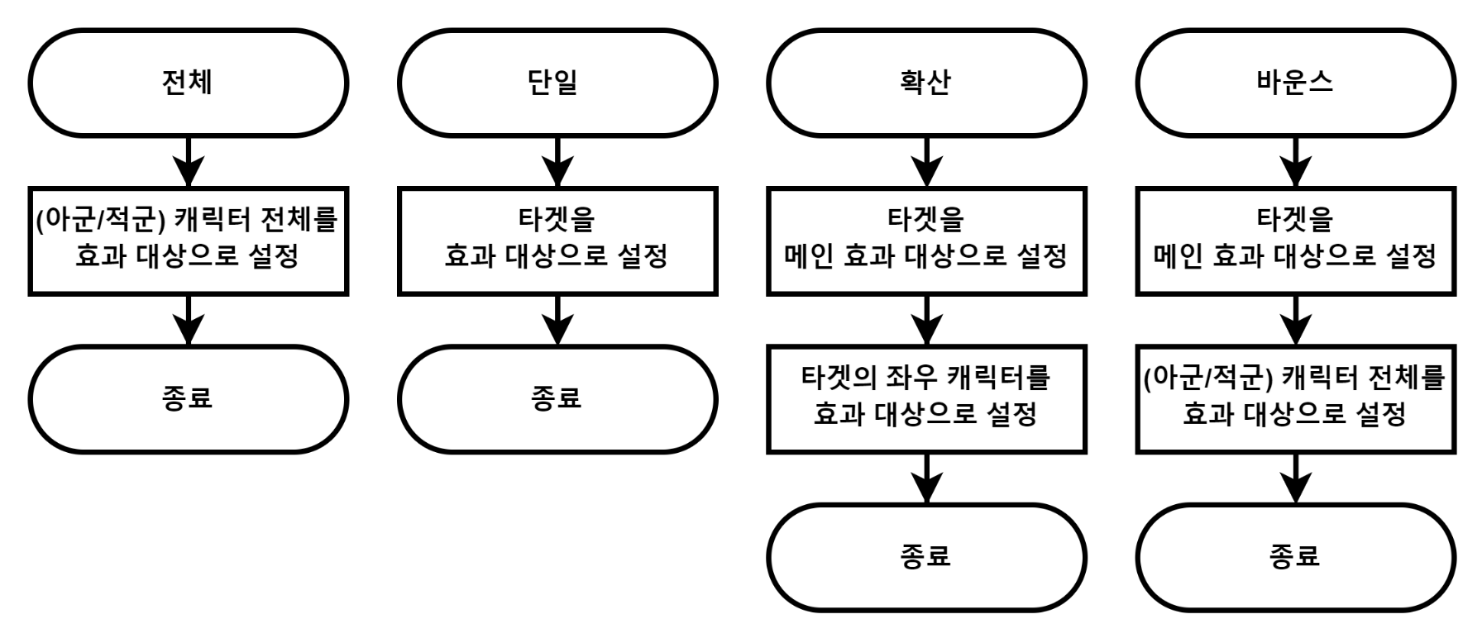 전체
(아군/적군) 캐릭터 전체를
효과 대상으로 설정
종료
단일
타겟을
효과 대상으로 설정
종료
확산
타겟을
메인 효과 대상으로 설정
타겟의 좌우 캐릭터를
효과 대상으로 설정
종료
바운스
타겟을
메인 효과 대상으로 설정
(아군/적군) 캐릭터 전체를
효과 대상으로 설정
종료